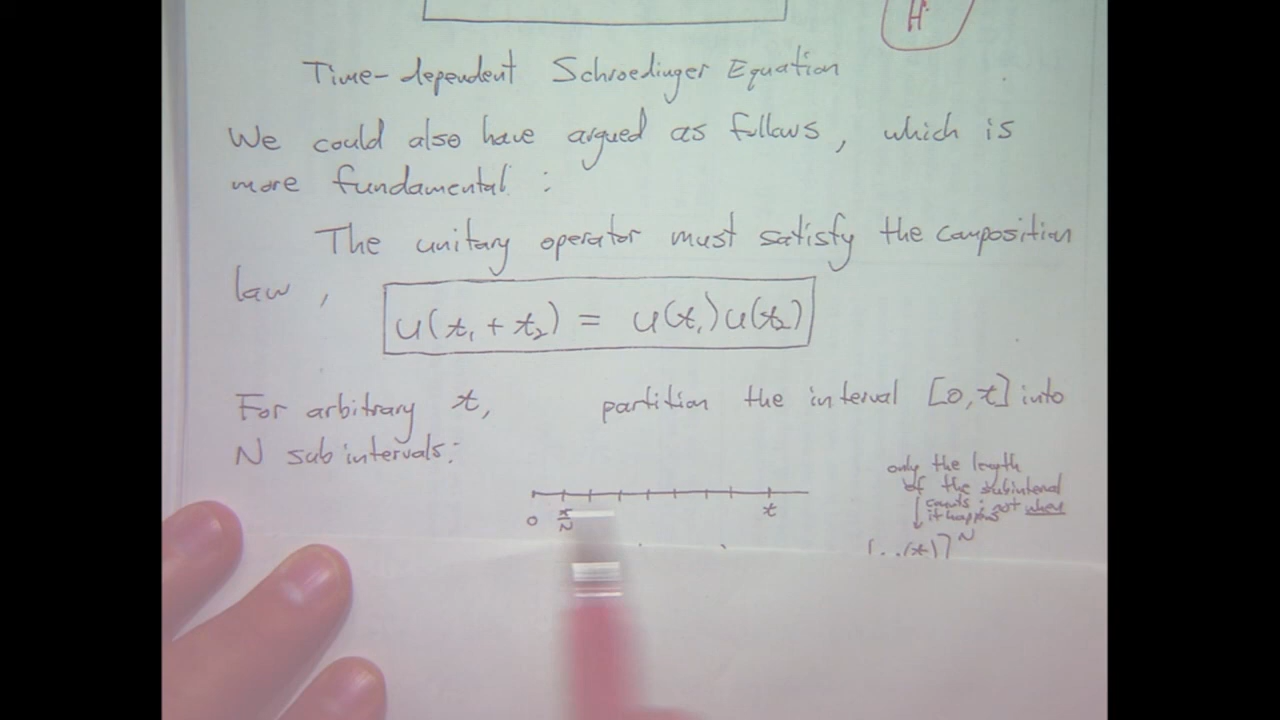 H
Time-dependent Schroedinger Equation
We could also have argued as follows, which is
more fundamental :
The unitary operator must satisfy the composition
law ,
U(t₁ + t₂) = U(t₁)U(t₂)
For arbitrary t, partition the interval [0,t] into
N subintervals:
only the length
of the subinterval
counts; not when
it happens
0 t/N t
(t)]ᴺ